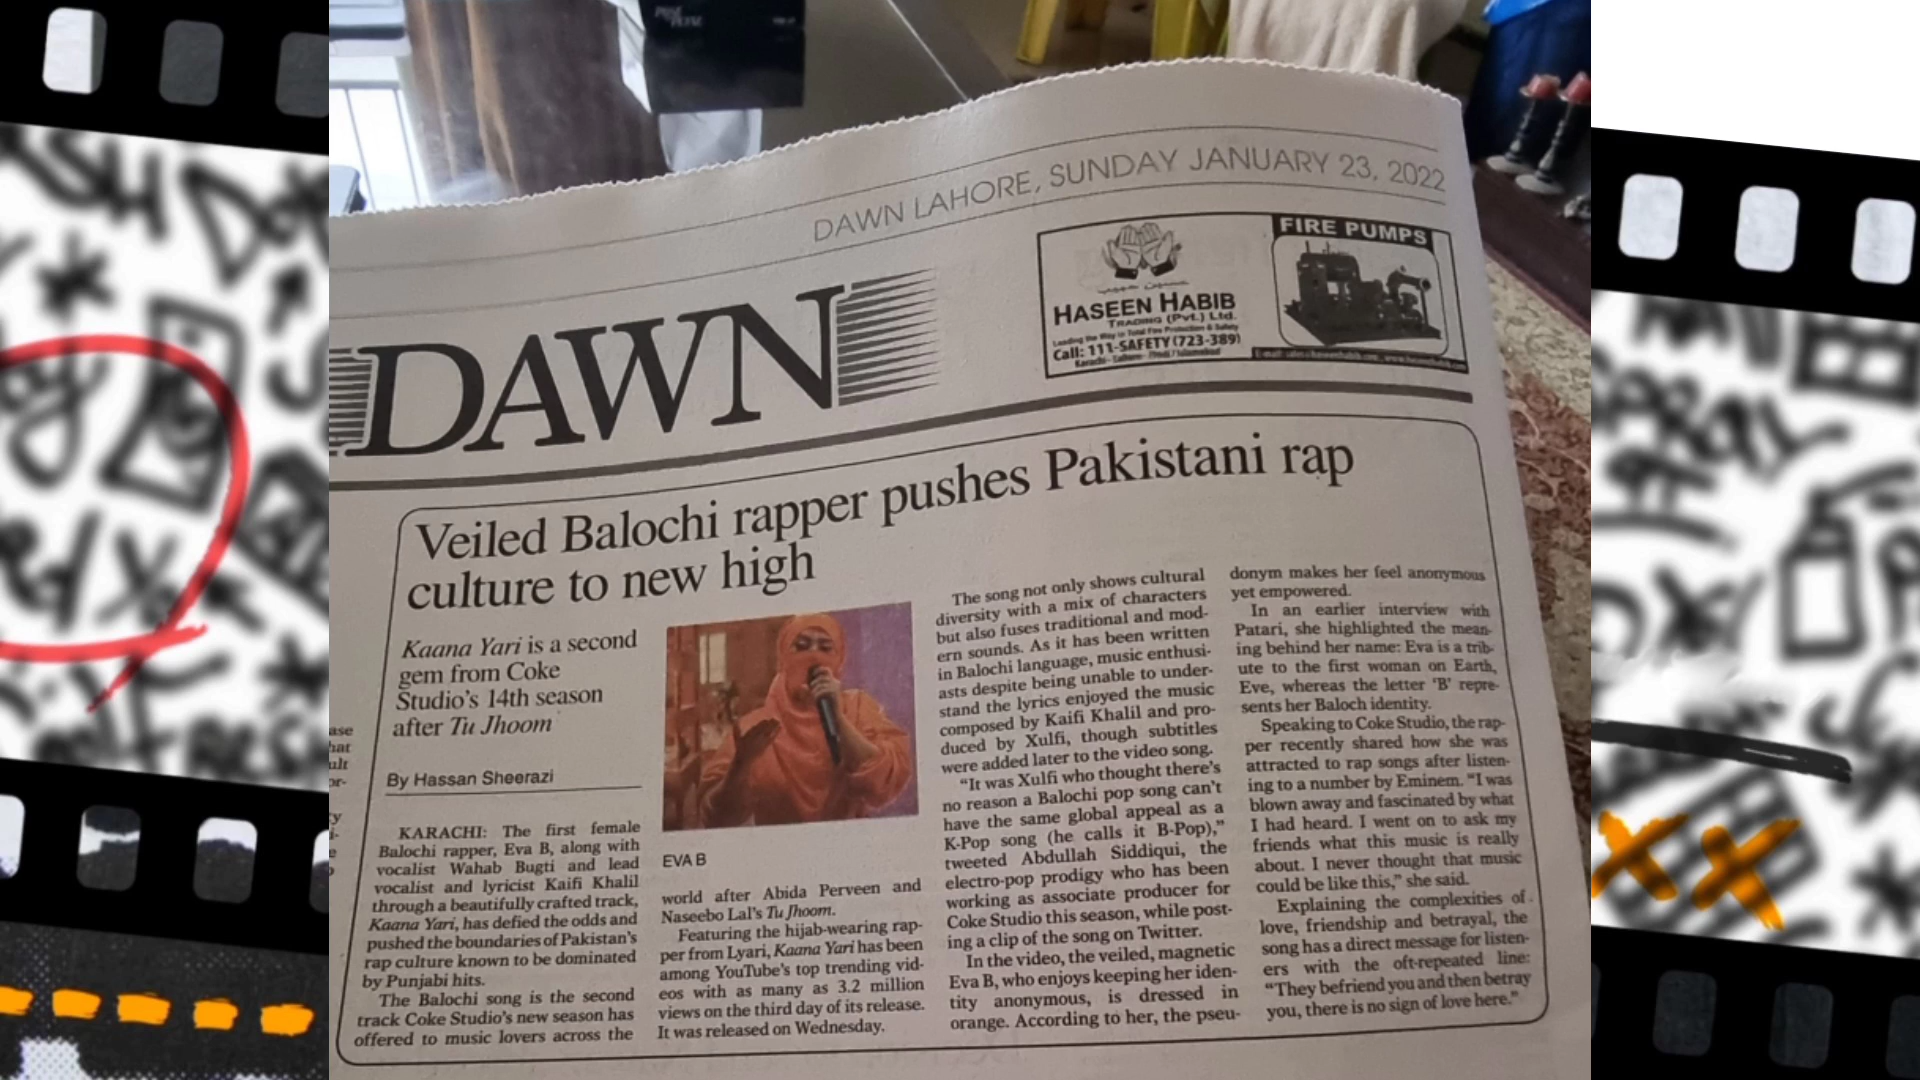 DAWN LAHORE, SUNDAY JANUARY 23, 2022
DAWN
HASEEN HABIB
TRADING (Pvt.) Ltd.
Leading the Way in Total Fire Protection & Safety
Call: 111-SAFETY (723-389)
FIRE PUMPS
Veiled Balochi rapper pushes Pakistani rap
culture to new high
Kaana Yari is a second
gem from Coke
Studio's 14th season
after Tu Jhoom
By Hassan Sheerazi
KARACHI: The first female
Balochi rapper, Eva B, along with
vocalist Wahab Bugti and lead
vocalist and lyricist Kaifi Khalil
through a beautifully crafted track,
Kaana Yari, has defied the odds and
pushed the boundaries of Pakistan's
rap culture known to be dominated
by Punjabi hits.
The Balochi song is the second
track Coke Studio's new season has
offered to music lovers across the
EVA B
world after Abida Perveen and
Naseebo Lal's Tu Jhoom.
Featuring the hijab-wearing rap-
per from Lyari, Kaana Yari has been
among YouTube's top trending vid-
eos with as many as 3.2 million
views on the third day of its release.
It was released on Wednesday.
The song not only shows cultural
diversity with a mix of characters
but also fuses traditional and mod-
ern sounds. As it has been written
in Balochi language, music enthusi-
asts despite being unable to under-
stand the lyrics enjoyed the music
composed by Kaifi Khalil and pro-
duced by Xulfi, though subtitles
were added later to the video song.
"It was Xulfi who thought there's
no reason a Balochi pop song can't
have the same global appeal as a
K-Pop song (he calls it B-Pop),"
tweeted Abdullah Siddiqui, the
electro-pop prodigy who has been
working as associate producer for
Coke Studio this season, while post-
ing a clip of the song on Twitter.
In the video, the veiled, magnetic
Eva B, who enjoys keeping her iden-
tity anonymous, is dressed in
orange. According to her, the pseu-
donym makes her feel anonymous
yet empowered.
In an earlier interview with
Patari, she highlighted the mean-
ing behind her name: Eva is a trib-
ute to the first woman on Earth,
Eve, whereas the letter 'B' repre-
sents her Baloch identity.
Speaking to Coke Studio, the rap-
per recently shared how she was
attracted to rap songs after listen-
ing to a number by Eminem. "I was
blown away and fascinated by what
I had heard. I went on to ask my
friends what this music is really
about. I never thought that music
could be like this," she said.
Explaining the complexities of
love, friendship and betrayal, the
song has a direct message for listen-
ers with the oft-repeated line:
"They befriend you and then betray
you, there is no sign of love here."